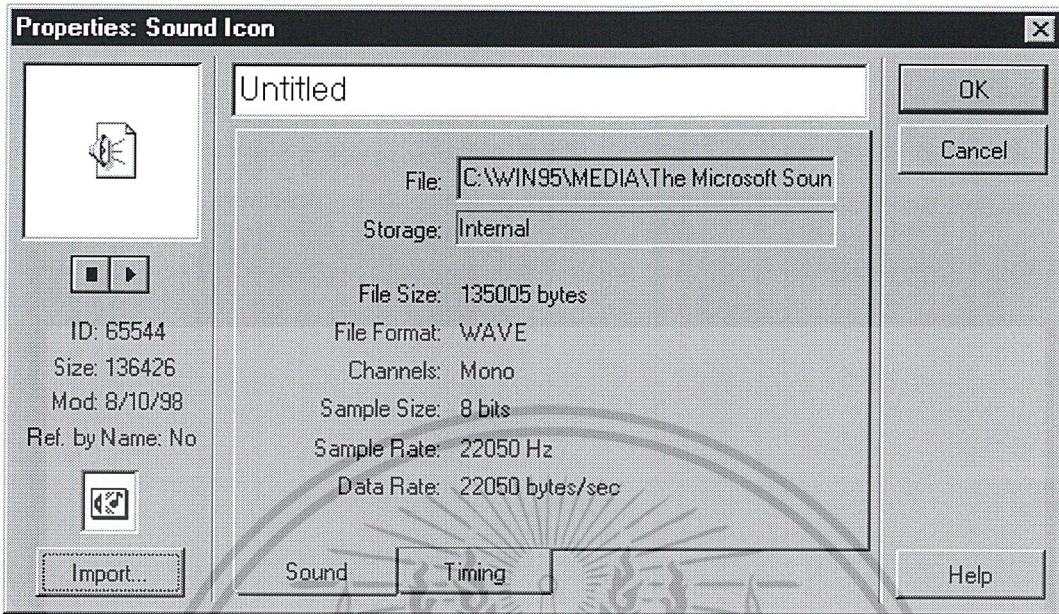 Properties: Sound Icon
Untitled
OK
Cancel
File: C:\WIN95\MEDIA\The Microsoft Soun
Storage: Internal
File Size: 135005 bytes
File Format: WAVE
Channels: Mono
Sample Size: 8 bits
Sample Rate: 22050 Hz
Data Rate: 22050 bytes/sec
ID: 65544
Size: 136426
Mod: 8/10/98
Ref. by Name: No
Import...
Sound
Timing
Help